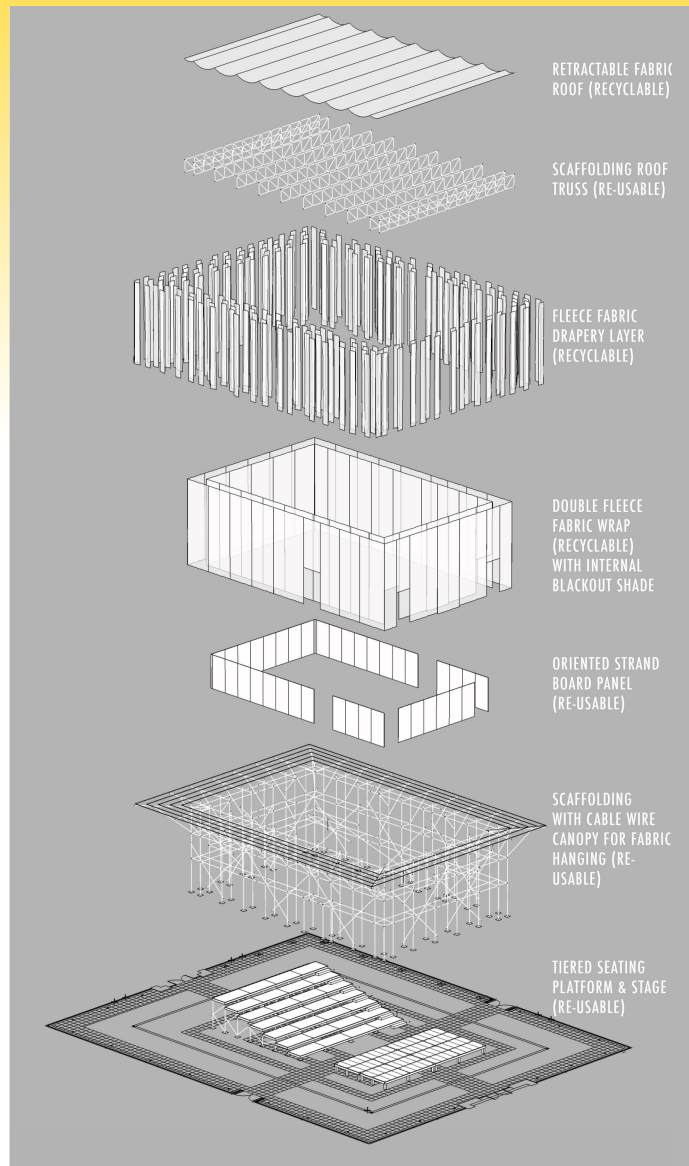 RETRACTABLE FABRIC
ROOF (RECYCLABLE)
SCAFFOLDING ROOF
TRUSS (RE-USABLE)
FLEECE FABRIC
DRAPERY LAYER
(RECYCLABLE)
DOUBLE FLEECE
FABRIC WRAP
(RECYCLABLE)
WITH INTERNAL
BLACKOUT SHADE
ORIENTED STRAND
BOARD PANEL
(RE-USABLE)
SCAFFOLDING
WITH CABLE WIRE
CANOPY FOR FABRIC
HANGING (RE-
USABLE)
TIERED SEATING
PLATFORM & STAGE
(RE-USABLE)